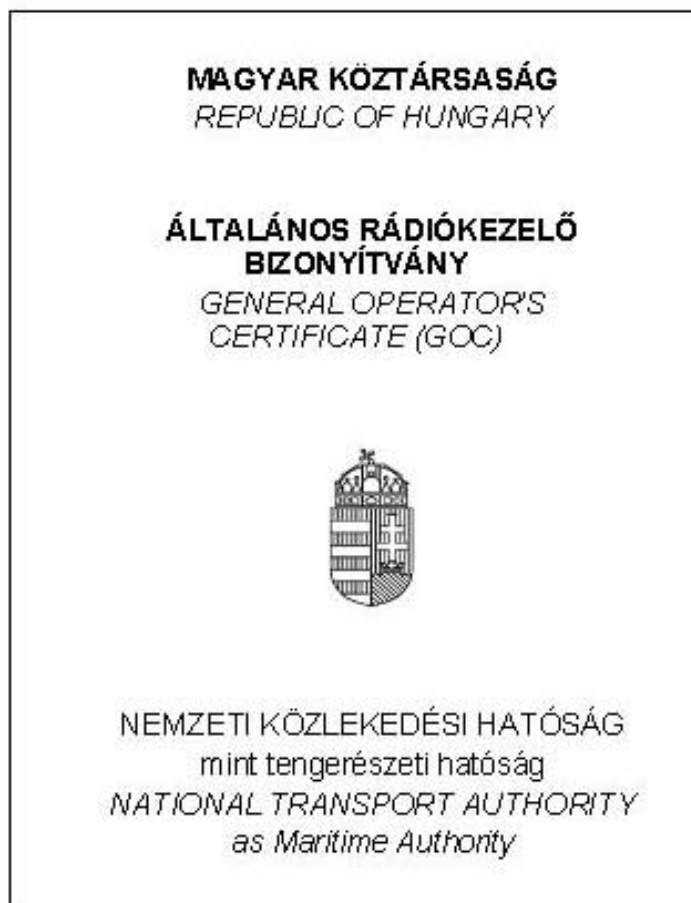 MAGYAR KÖZTÁRSASÁG
REPUBLIC OF HUNGARY
ÁLTALÁNOS RÁDIÓKEZELŐ
BIZONYÍTVÁNY
GENERAL OPERATOR'S
CERTIFICATE (GOC)
NEMZETI KÖZLEKEDÉSI HATÓSÁG
mint tengerészeti hatóság
NATIONAL TRANSPORT AUTHORITY
as Maritime Authority